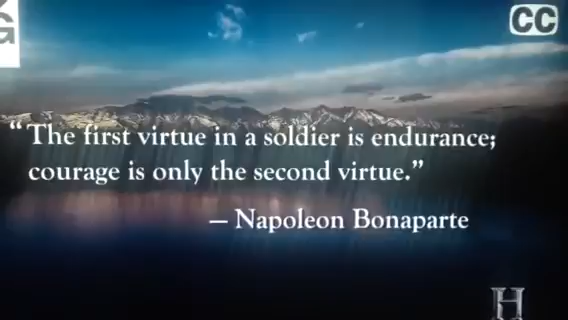 G
CC
“The first virtue in a soldier is endurance;
courage is only the second virtue.”
– Napoleon Bonaparte
H